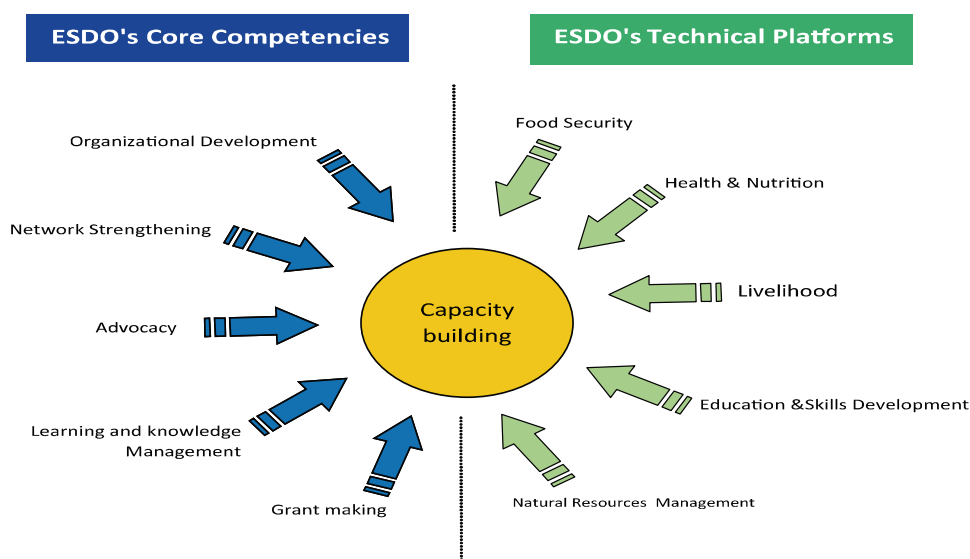 ESDO's Core Competencies
ESDO's Technical Platforms
Organizational Development
Network Strengthening
Advocacy
Learning and knowledge
Management
Grant making
Capacity
building
Food Security
Health & Nutrition
Livelihood
Education &Skills Development
Natural Resources Management